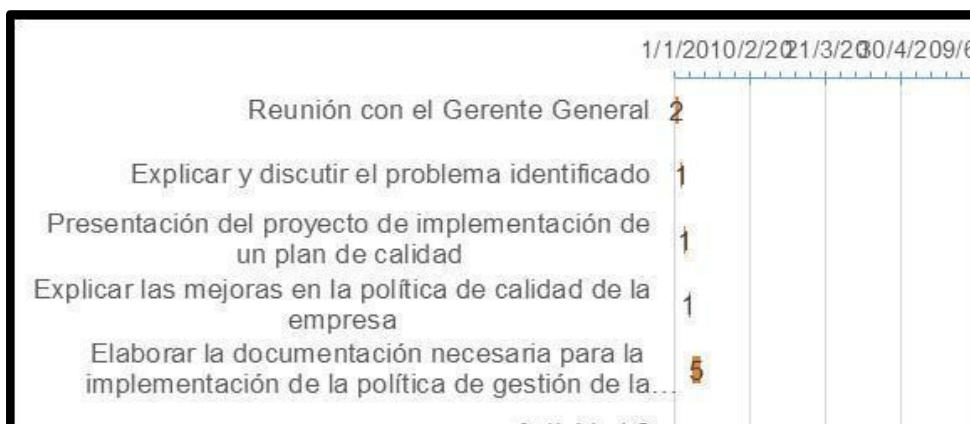 1/1/2010/2/2021/3/2030/4/209/6
Reunión con el Gerente General 2
Explicar y discutir el problema identificado 1
Presentación del proyecto de implementación de
un plan de calidad
1
Explicar las mejoras en la política de calidad de la
empresa
1
Elaborar la documentación necesaria para la
implementación de la política de gestión de la…
5